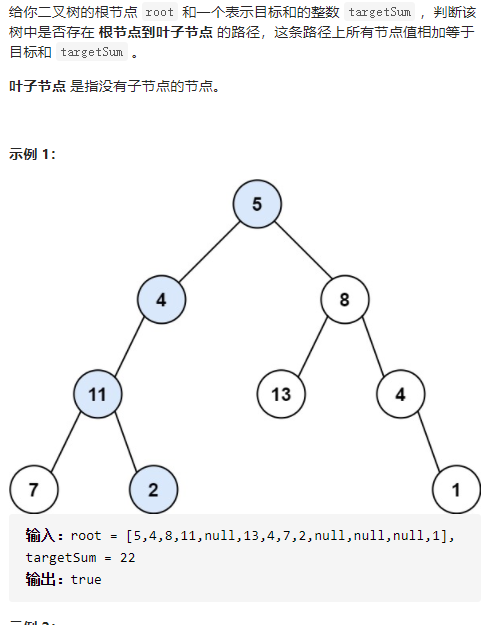 给你二叉树的根节点 root 和一个表示目标和的整数 targetSum ，判断该
树中是否存在 根节点到叶子节点 的路径，这条路径上所有节点值相加等于
目标和 targetSum 。
叶子节点 是指没有子节点的节点。
示例 1：
5
4
8
11
13
4
7
2
1
输入：root = [5,4,8,11,null,13,4,7,2,null,null,null,1],
targetSum = 22
输出：true